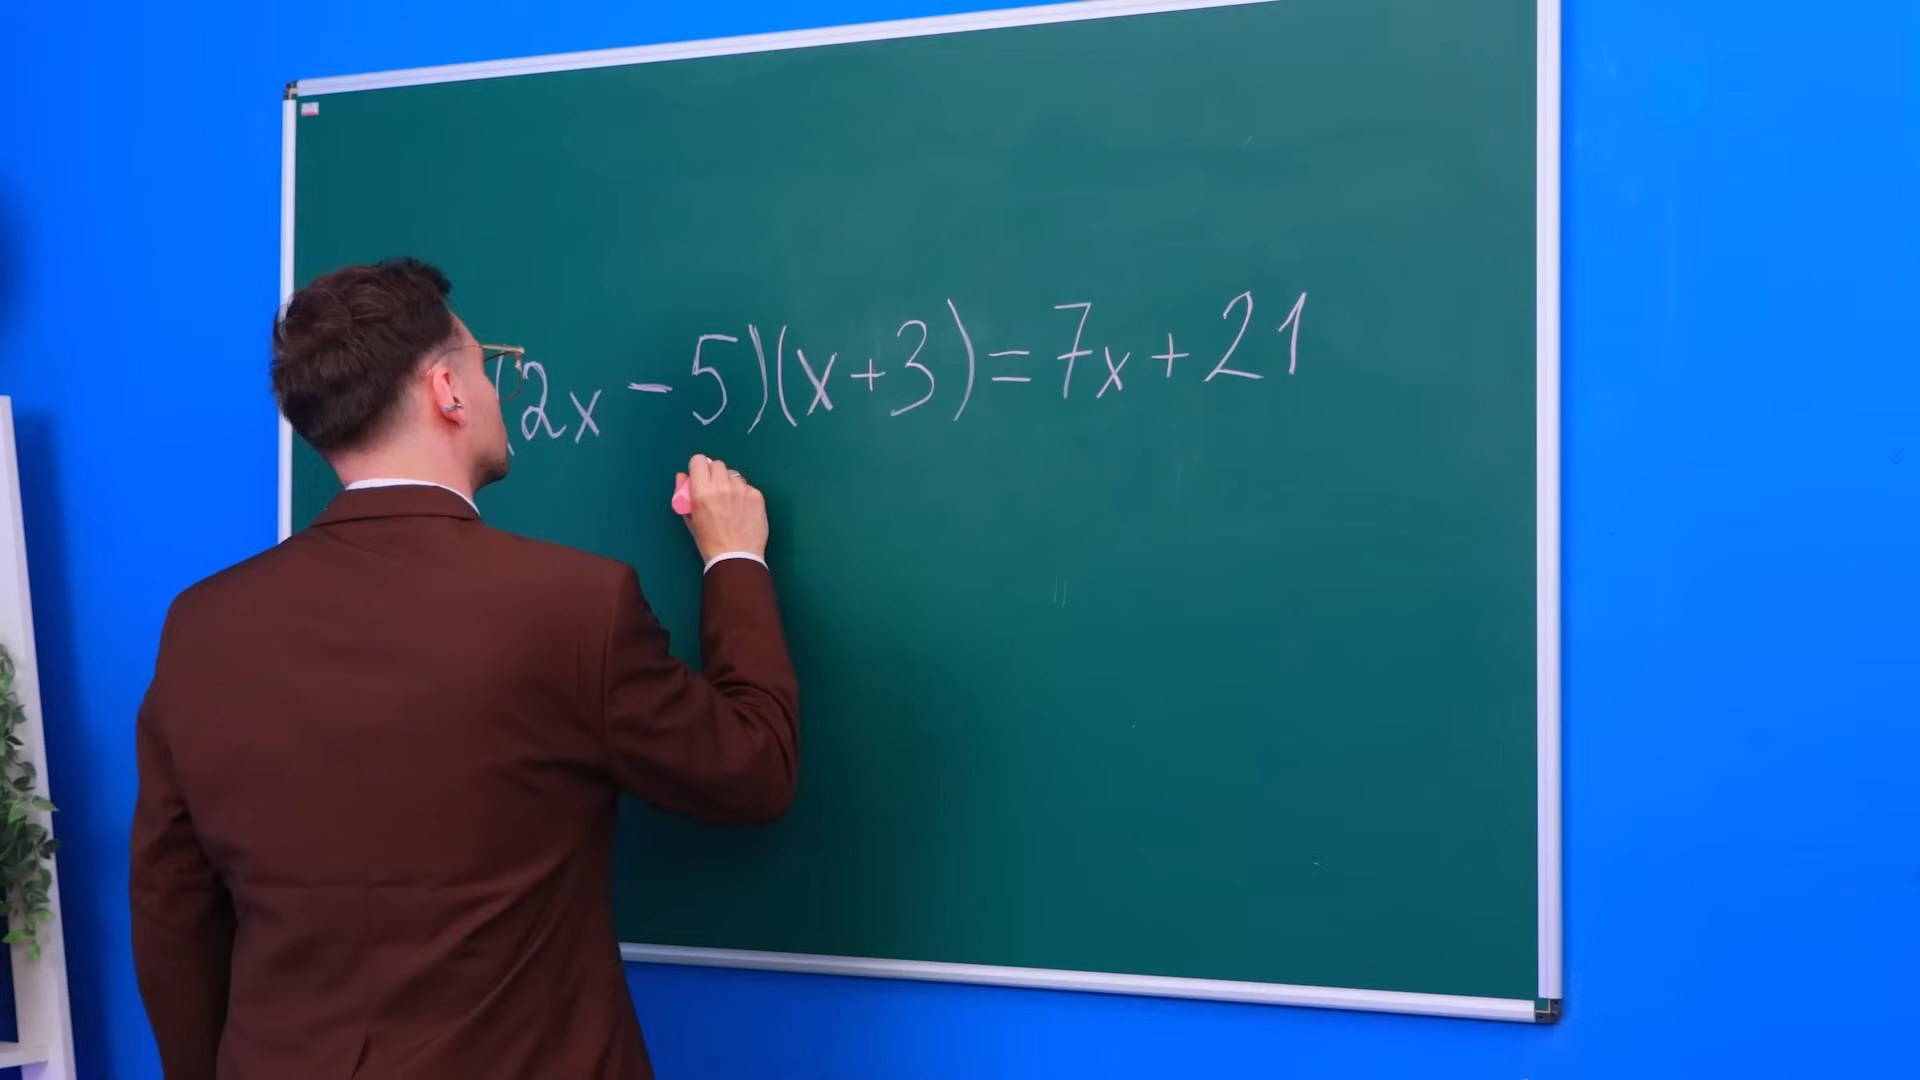 (2x - 5)(x+3) = 7x + 21